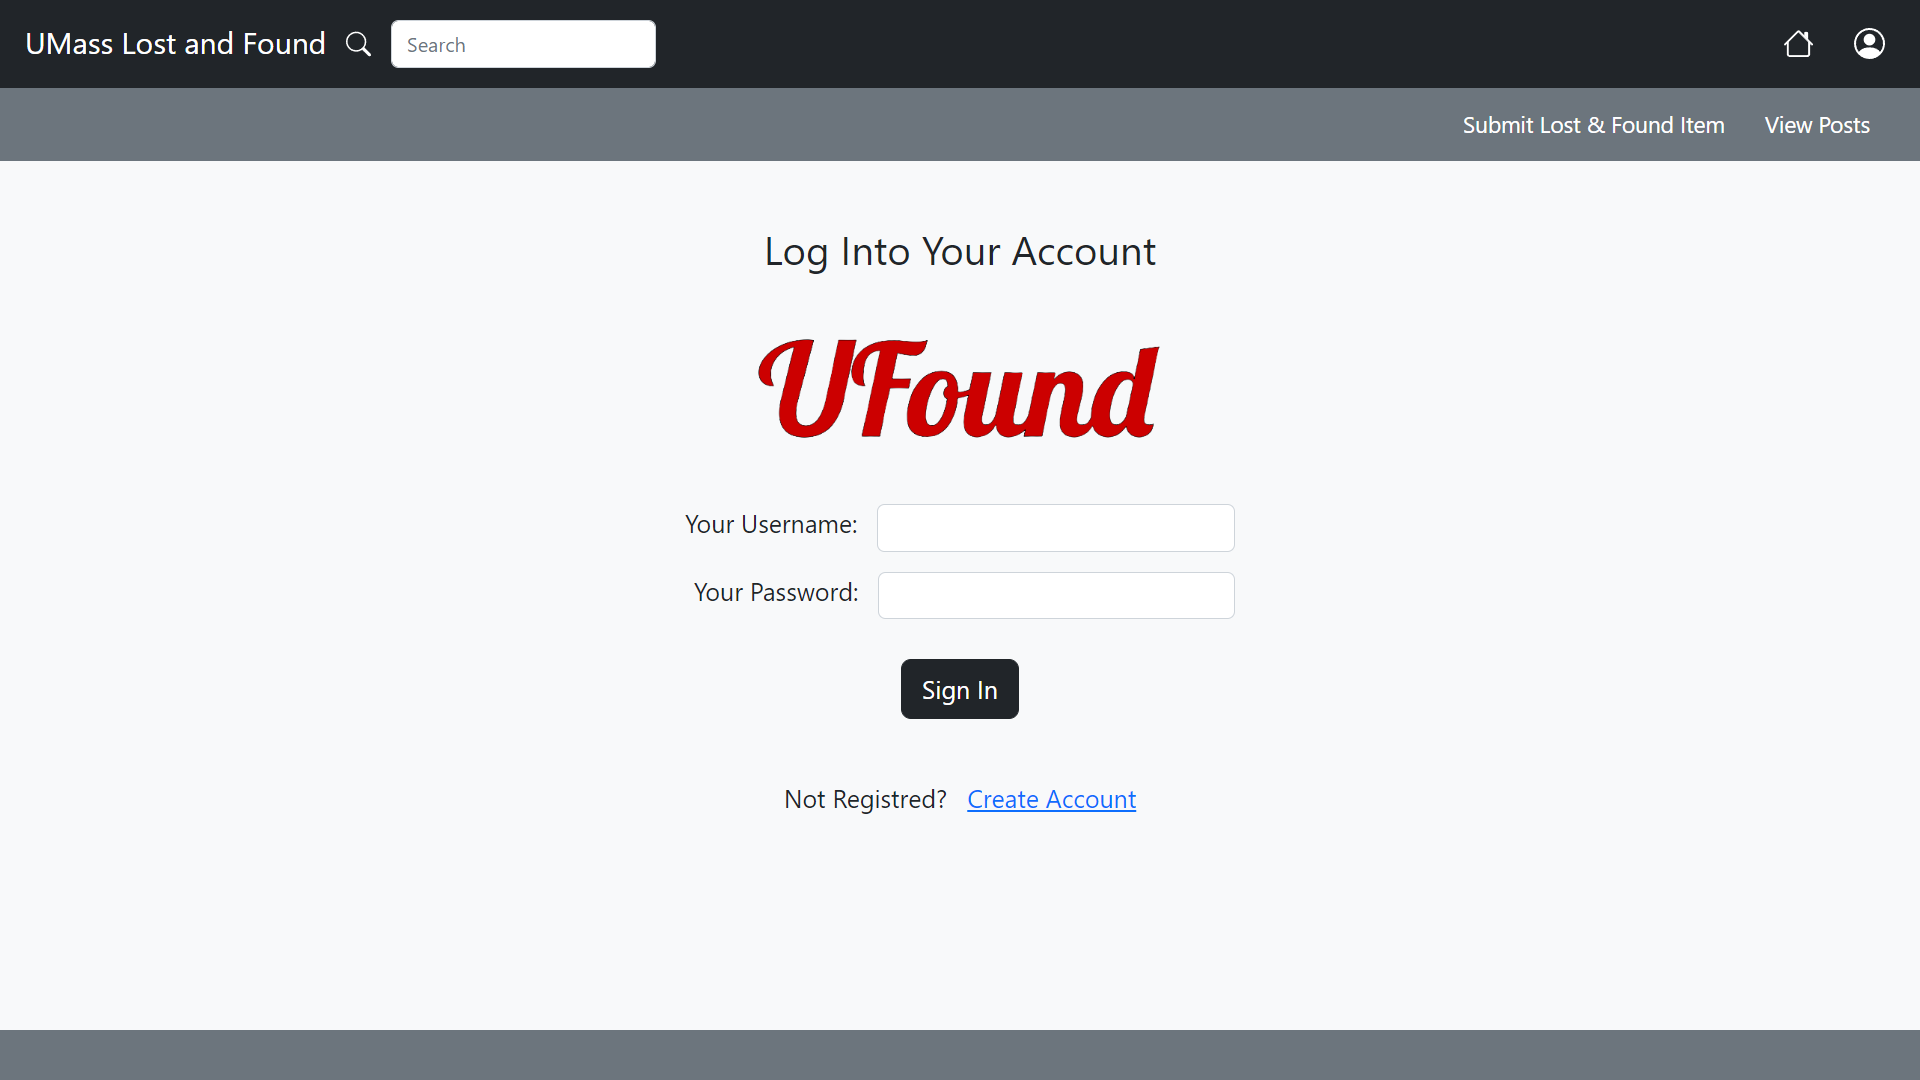 UMass Lost and Found Search
Submit Lost & Found Item View Posts
Log Into Your Account
UFound
Your Username:
Your Password:
Sign In
Not Registred? Create Account